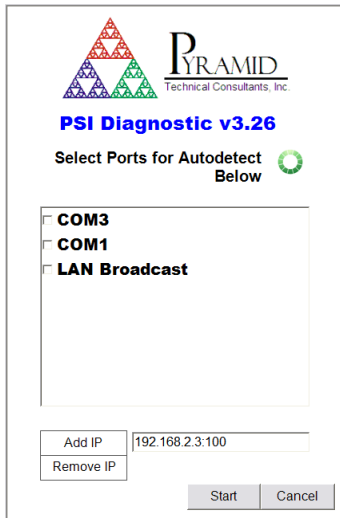 PYRAMID
Technical Consultants, Inc.
PSI Diagnostic v3.26
Select Ports for Autodetect
Below
COM3
COM1
LAN Broadcast
Add IP 192.168.2.3:100
Remove IP
Start Cancel